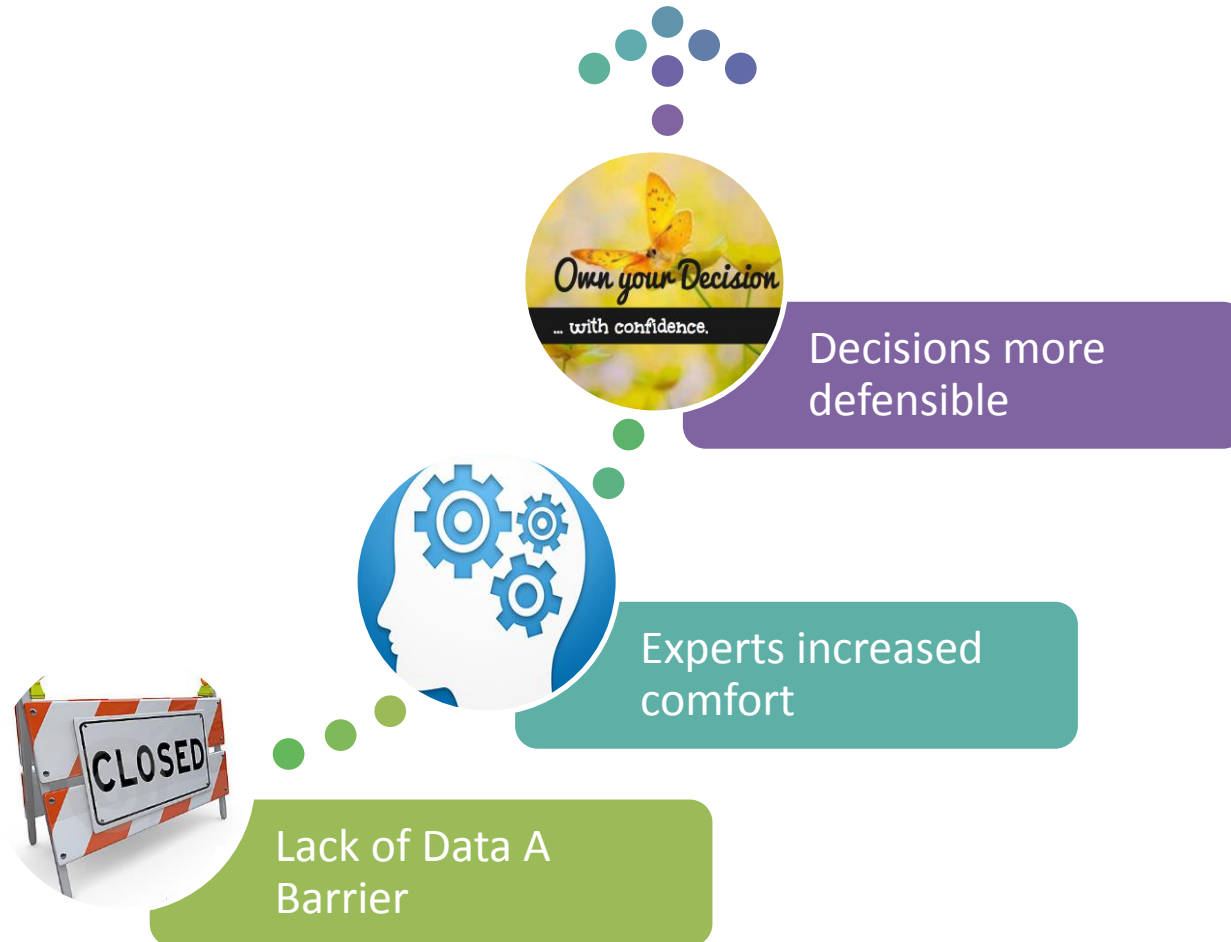 Own your Decision
... with confidence.
Decisions more
defensible
Experts increased
comfort
CLOSED
Lack of Data A
Barrier